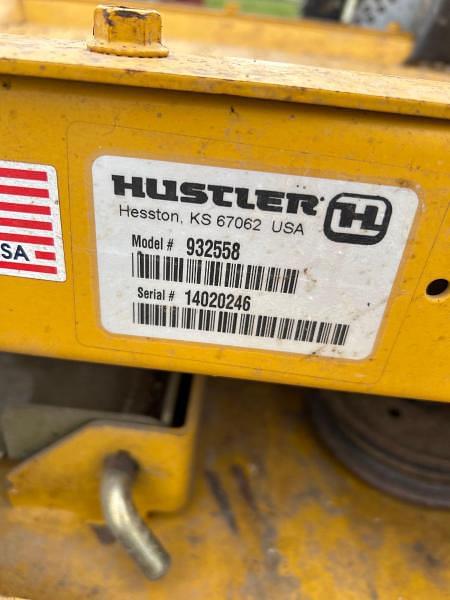 HUSTLER
H
Hesston, KS 67062 USA
Model # 932558
Serial # 14020246
SA